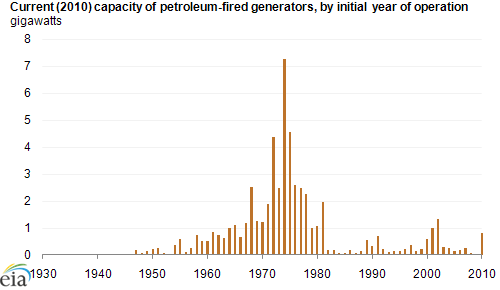 Current (2010) capacity of petroleum-fired generators, by initial year of operation
gigawatts
8
7
6
5
4
3
2
1
0
1930 1940 1950 1960 1970 1980 1990 2000 2010
eia